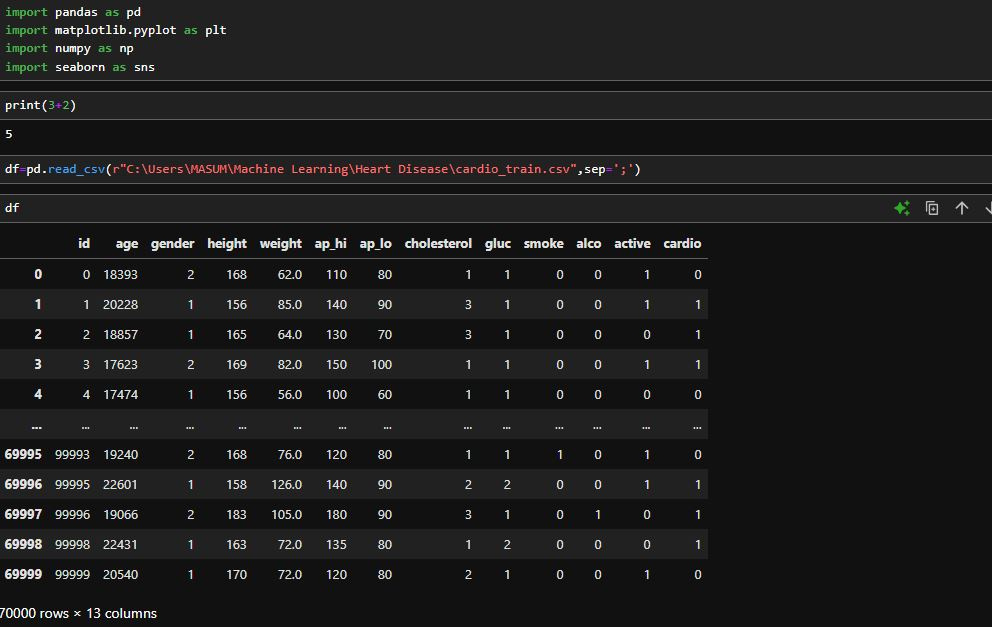 import pandas as pd
import matplotlib.pyplot as plt
import numpy as np
import seaborn as sns
print(3+2)
5
df=pd.read_csv(r"C:\Users\MASUM\Machine Learning\Heart Disease\cardio_train.csv",sep=';')
df
id age gender height weight ap_hi ap_lo cholesterol gluc smoke alco active cardio
0 0 18393 2 168 62.0 110 80 1 1 0 0 1 0
1 1 20228 1 156 85.0 140 90 3 1 0 0 1 1
2 2 18857 1 165 64.0 130 70 3 1 0 0 0 1
3 3 17623 2 169 82.0 150 100 1 1 0 0 1 1
4 4 17474 1 156 56.0 100 60 1 1 0 0 0 0
... ... ... ... ... ... ... ... ... ... ... ... ... ...
69995 99993 19240 2 168 76.0 120 80 1 1 1 0 1 0
69996 99995 22601 1 158 126.0 140 90 2 2 0 0 1 1
69997 99996 19066 2 183 105.0 180 90 3 1 0 1 0 1
69998 99998 22431 1 163 72.0 135 80 1 2 0 0 0 1
69999 99999 20540 1 170 72.0 120 80 2 1 0 0 1 0
70000 rows × 13 columns